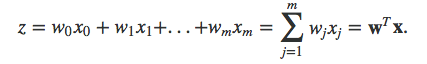 z = w₀x₀ + w₁x₁+. . . +wₘxₘ = ∑ⱼ₌₁ᵐ wⱼxⱼ = 𝐰ᵀ𝐱.